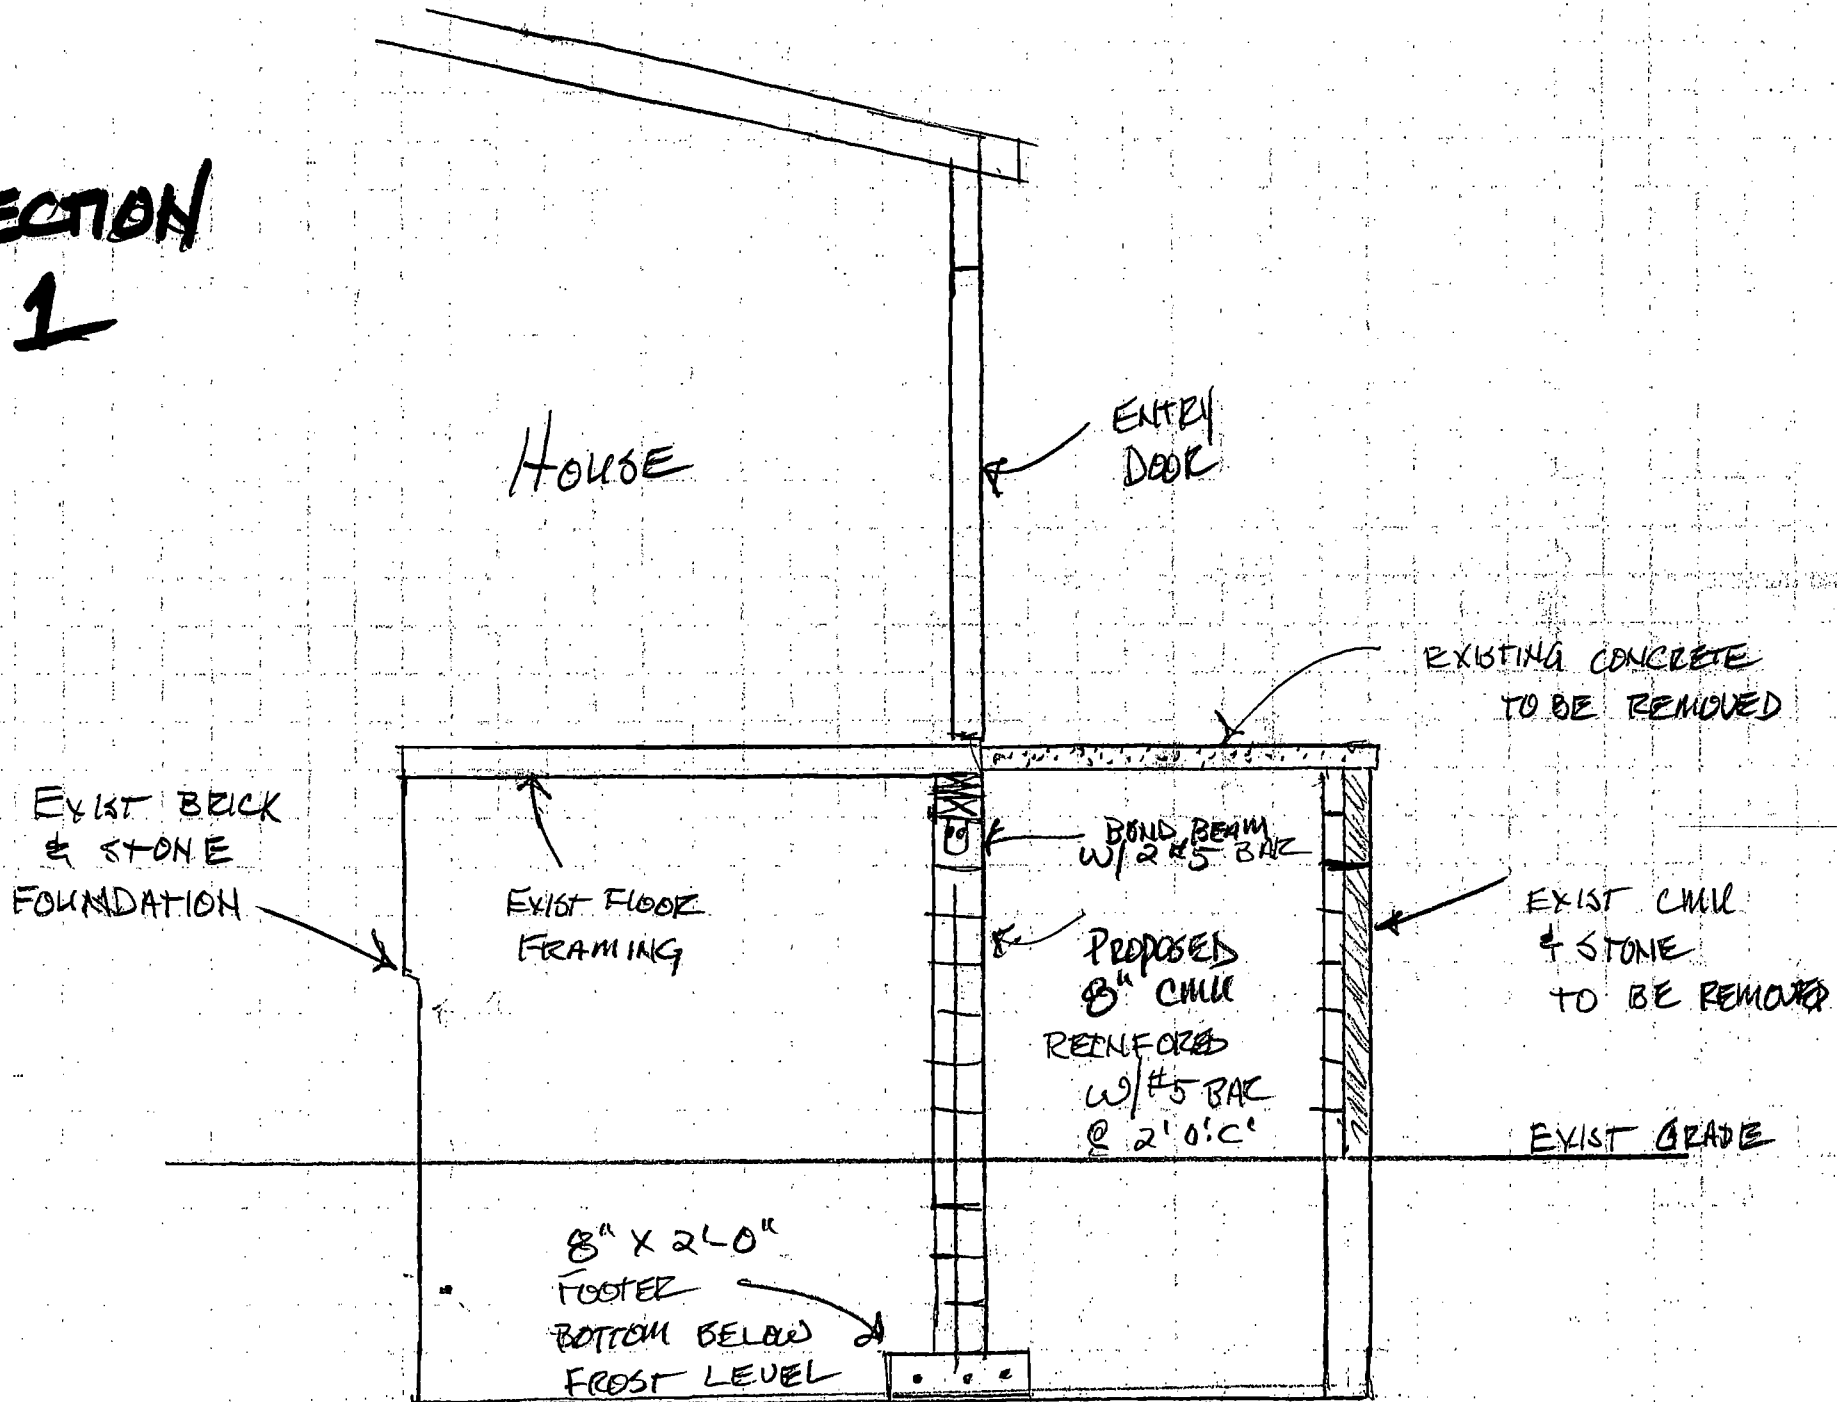 ECTION
1
HOUSE
ENTRY
DOOR
EXISTING CONCRETE
TO BE REMOVED
EXIST BRICK
& STONE
FOUNDATION
EXIST FLOOR
FRAMING
BOND BEAM
W/ 2 #5 BAR
PROPOSED
8" CMU
REINFORED
W/#5 BAR
@ 2' O.C.
EXIST CMU
& STONE
TO BE REMOVED
EXIST GRADE
8" X 2'-0"
FOOTER
BOTTOM BELOW
FROST LEVEL